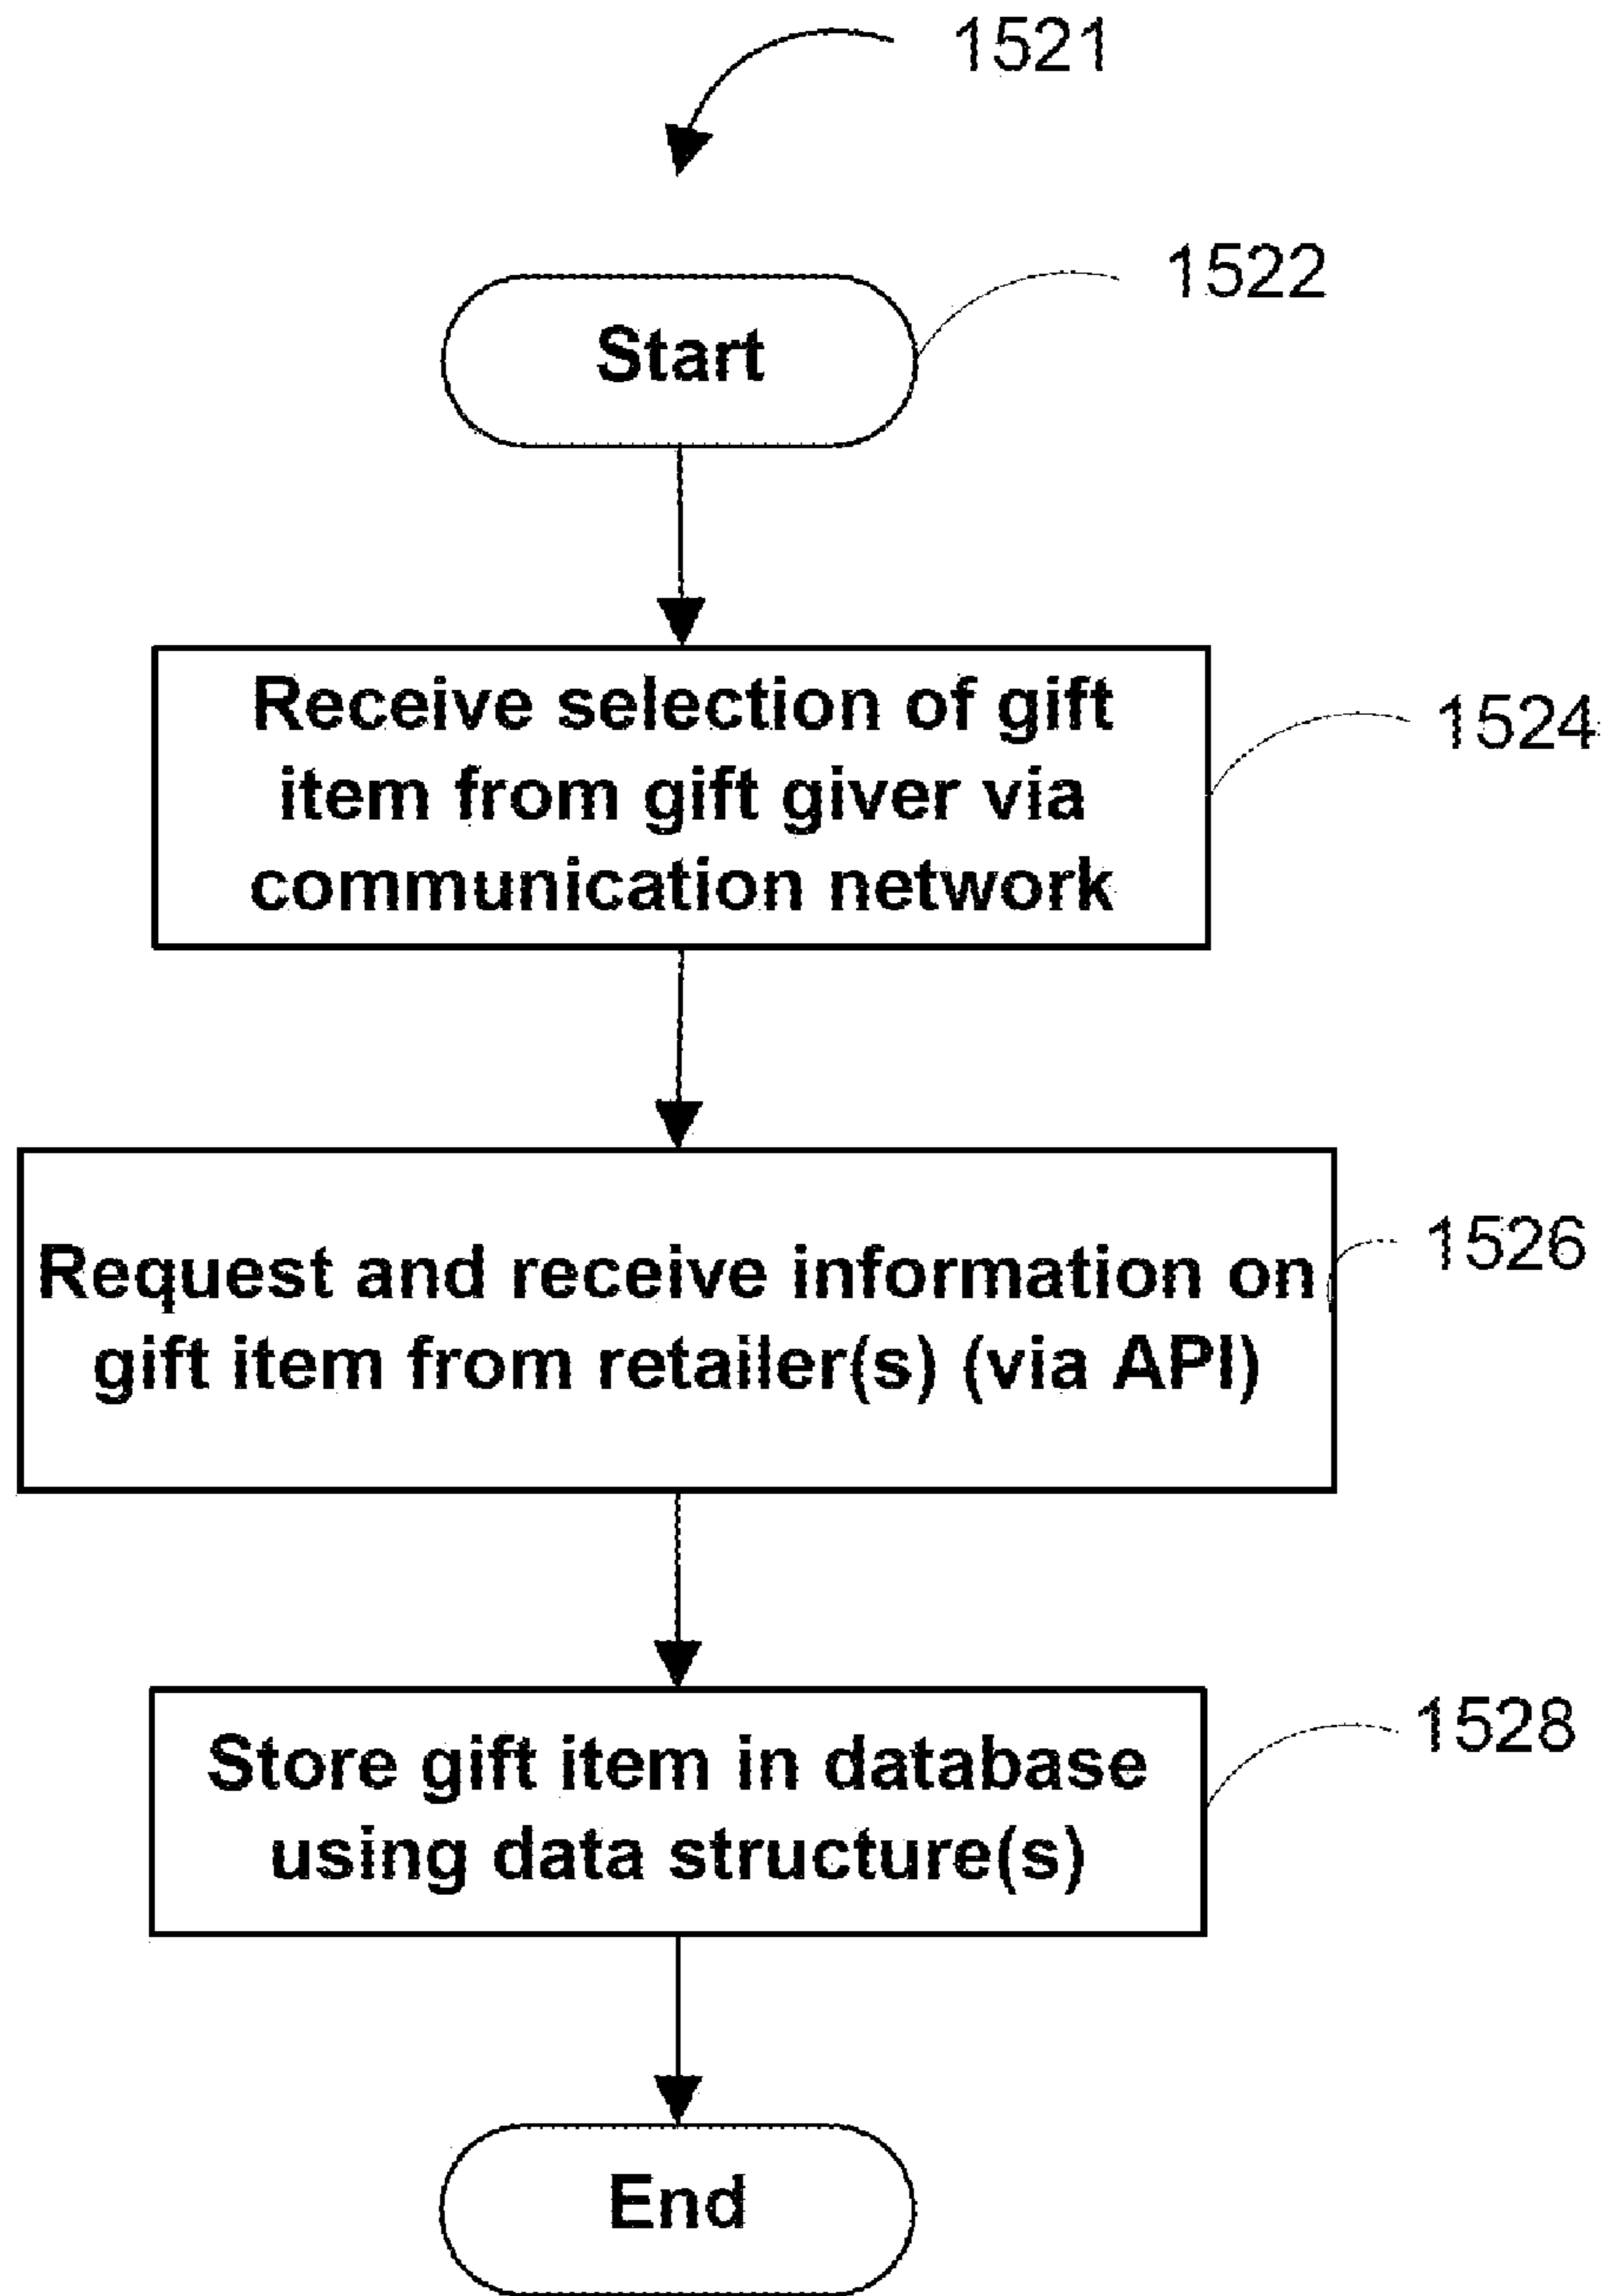 1521
1522
Start
Receive selection of gift
item from gift giver via
communication network
1524
Request and receive information on
gift item from retailer(s) (via API)
1526
Store gift item in database
using data structure(s)
1528
End